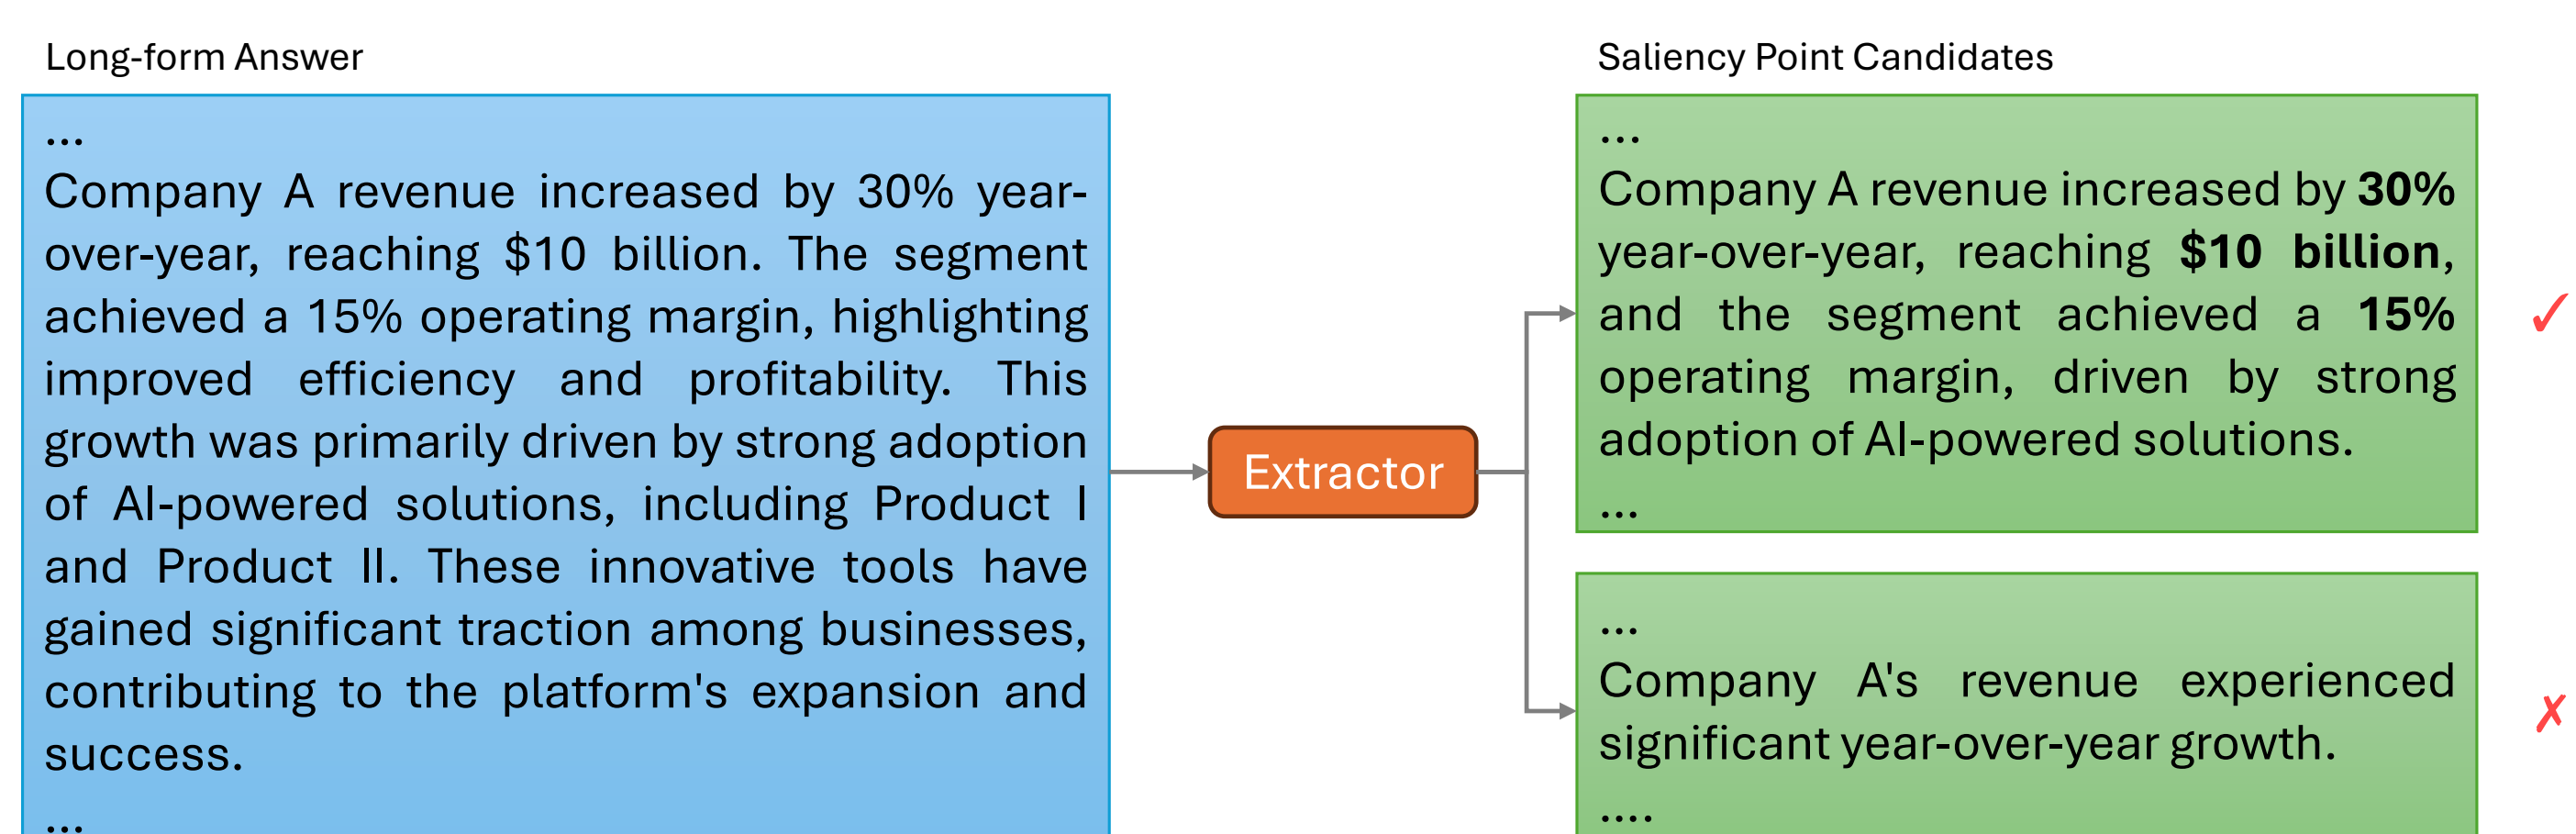 Long-form Answer
...
Company A revenue increased by 30% year-
over-year, reaching $10 billion. The segment
achieved a 15% operating margin, highlighting
improved efficiency and profitability. This
growth was primarily driven by strong adoption
of AI-powered solutions, including Product I
and Product II. These innovative tools have
gained significant traction among businesses,
contributing to the platform's expansion and
success.
...
Extractor
Saliency Point Candidates
...
Company A revenue increased by 30%
year-over-year, reaching $10 billion,
and the segment achieved a 15%
operating margin, driven by strong
adoption of AI-powered solutions.
...
✓
...
Company A's revenue experienced
significant year-over-year growth.
....
✗